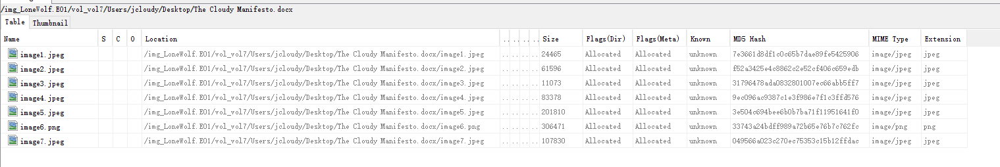 /img_LoneWolf.E01/vol_vol7/Users/jcloudy/Desktop/The Cloudy Manifesto.docx
Table Thumbnail
Name S C O Location .. .. .. .. Size Flags(Dir) Flags(Meta) Known MD5 Hash MIME Type Extension
image1.jpeg /img_LoneWolf.E01/vol_vol7/Users/jcloudy/Desktop/The Cloudy Manifesto.docx/image1.jpeg .. .. .. .. 24465 Allocated Allocated unknown 7e3661d8df1c0c65b7dae89fe5425906 image/jpeg jpeg
image2.jpeg /img_LoneWolf.E01/vol_vol7/Users/jcloudy/Desktop/The Cloudy Manifesto.docx/image2.jpeg .. .. .. .. 61596 Allocated Allocated unknown f52a3425e4c8862c2e52cf406c659edb image/jpeg jpeg
image3.jpeg /img_LoneWolf.E01/vol_vol7/Users/jcloudy/Desktop/The Cloudy Manifesto.docx/image3.jpeg .. .. .. .. 11073 Allocated Allocated unknown 31796478ada0832801007ec66abb5ff7 image/jpeg jpeg
image4.jpeg /img_LoneWolf.E01/vol_vol7/Users/jcloudy/Desktop/The Cloudy Manifesto.docx/image4.jpeg .. .. .. .. 83378 Allocated Allocated unknown 9ec096ac9387c1e3f986e7f1c3ffd576 image/jpeg jpeg
image5.jpeg /img_LoneWolf.E01/vol_vol7/Users/jcloudy/Desktop/The Cloudy Manifesto.docx/image5.jpeg .. .. .. .. 201810 Allocated Allocated unknown 3e504c694bee6b0b7ba71f11951641f0 image/jpeg jpeg
image6.png /img_LoneWolf.E01/vol_vol7/Users/jcloudy/Desktop/The Cloudy Manifesto.docx/image6.png .. .. .. .. 306471 Allocated Allocated unknown 33743a24bdff989a72b65e76b7c762fc image/png png
image7.jpeg /img_LoneWolf.E01/vol_vol7/Users/jcloudy/Desktop/The Cloudy Manifesto.docx/image7.jpeg .. .. .. .. 107830 Allocated Allocated unknown 049566a023c270ec75353c15b12ffdac image/jpeg jpeg